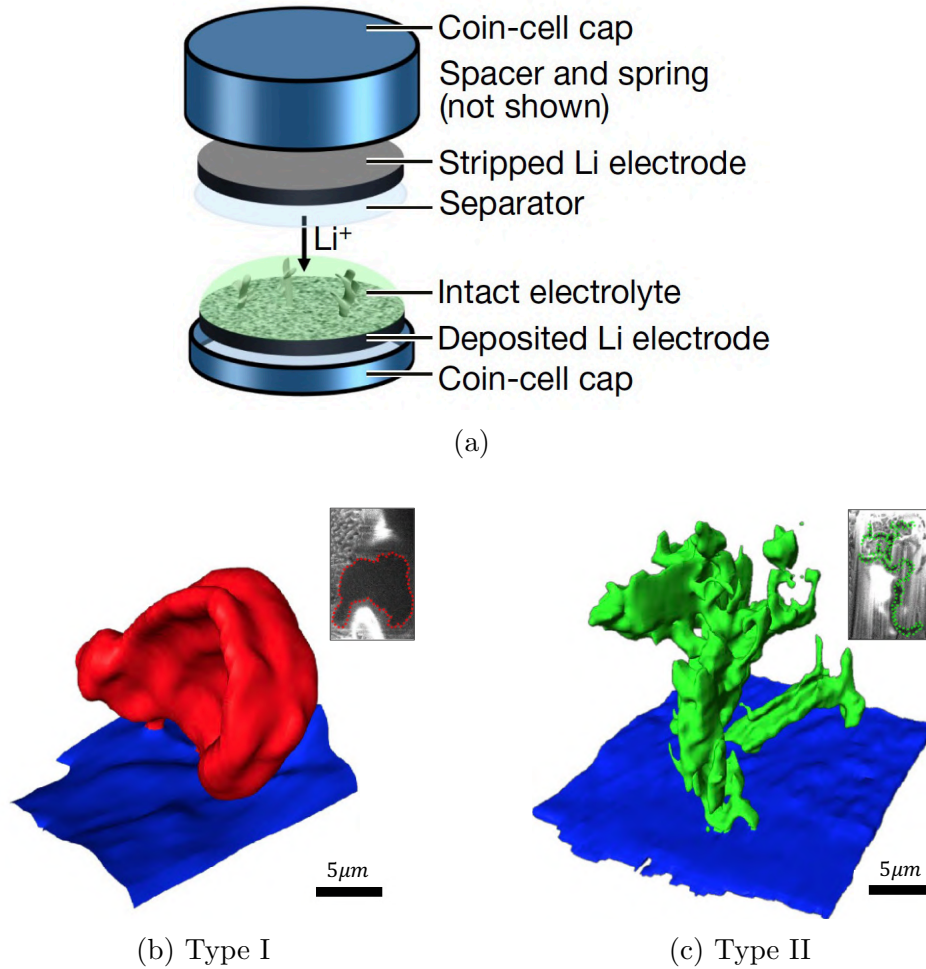 Coin-cell cap
Spacer and spring
(not shown)
Stripped Li electrode
Separator
Li⁺
Intact electrolyte
Deposited Li electrode
Coin-cell cap
(a)
5μm
5μm
(b) Type I
(c) Type II